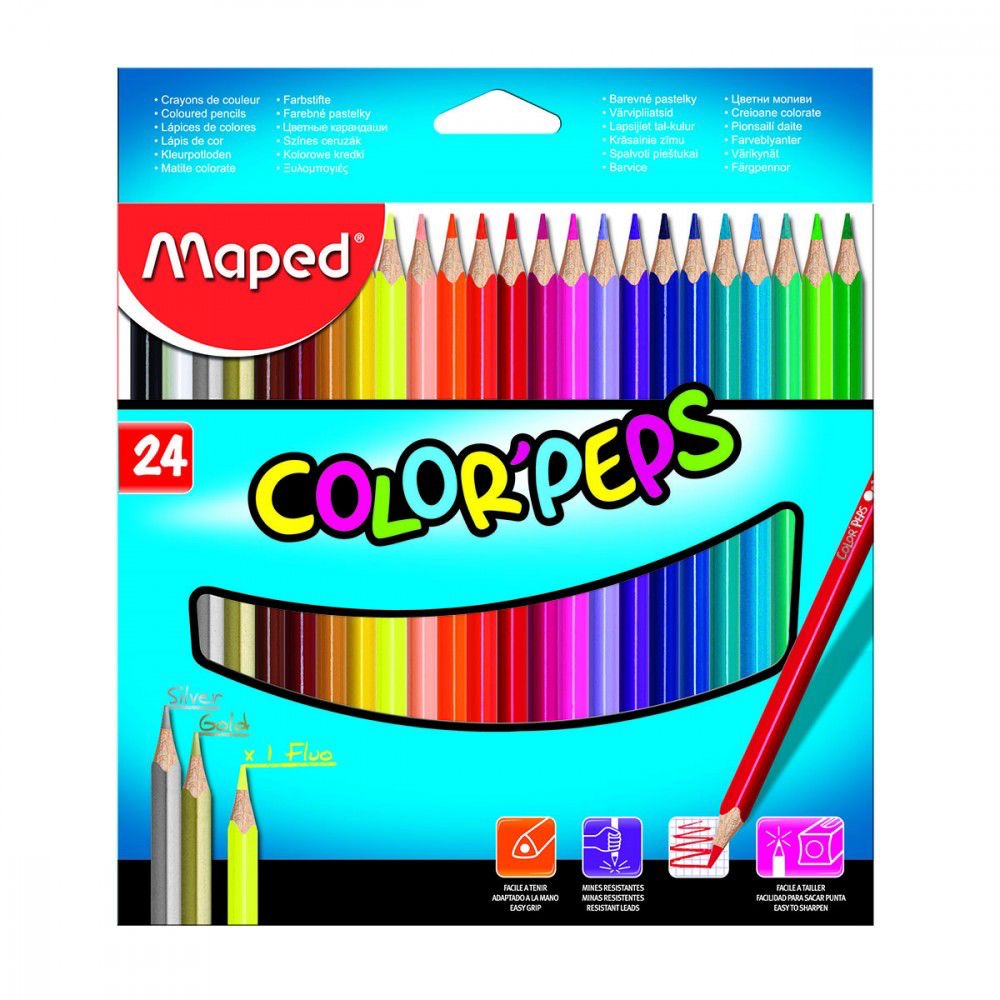 • Crayons de couleur
• Coloured pencils
• Lápices de colores
• Lápis de cor
• Kleurpotloden
• Matite colorate
• Farbstifte
• Farebné pastelky
• Цветные карандаши
• Színes ceruzák
• Kolorowe kredki
• Ξυλομπογιές
• Barevné pastelky
• Värvipliiatsid
• Lapsijiet tal-kulur
• Krāsainie zīmu
• Spalvoti pieštukai
• Barvice
• Цветни моливи
• Creioane colorate
• Pionsailí daite
• Farveblyanter
• Värikynät
• Färgpennor
Maped®
24
COLOR'PEPS
COLOR'PEPS
Silver
Gold
x 1 Fluo
FACILE A TENIR
ADAPTADO A LA MANO
EASY GRIP
MINES RESISTANTES
MINAS RESISTENTES
RESISTANT LEADS
FACILE A TAILLER
FACILIDAD PARA SACAR PUNTA
EASY TO SHARPEN